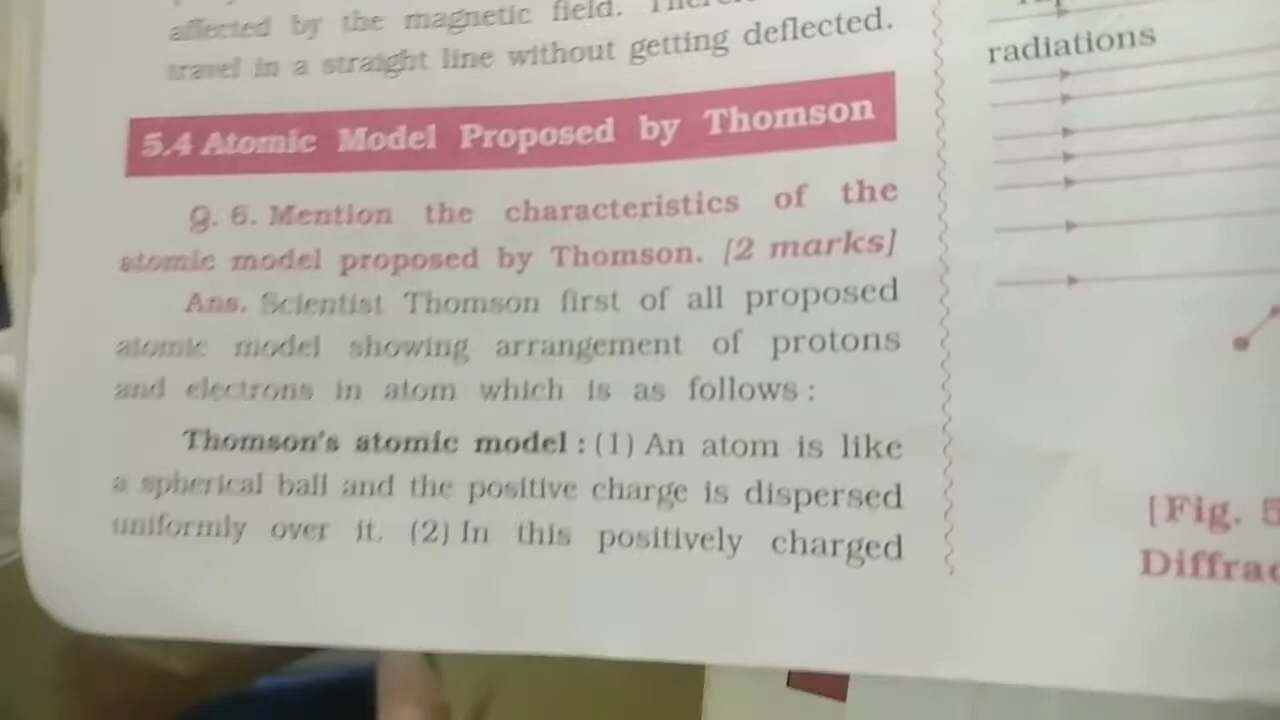 affected by the magnetic field.
travel in a straight line without getting deflected.
5.4 Atomic Model Proposed by Thomson
Q. 6. Mention the characteristics of the
atomic model proposed by Thomson. [2 marks]
Ans. Scientist Thomson first of all proposed
atomic model showing arrangement of protons
and electrons in atom which is as follows :
Thomson's atomic model : (1) An atom is like
a spherical ball and the positive charge is dispersed
uniformly over it. (2) In this positively charged
radiations
[Fig. 5